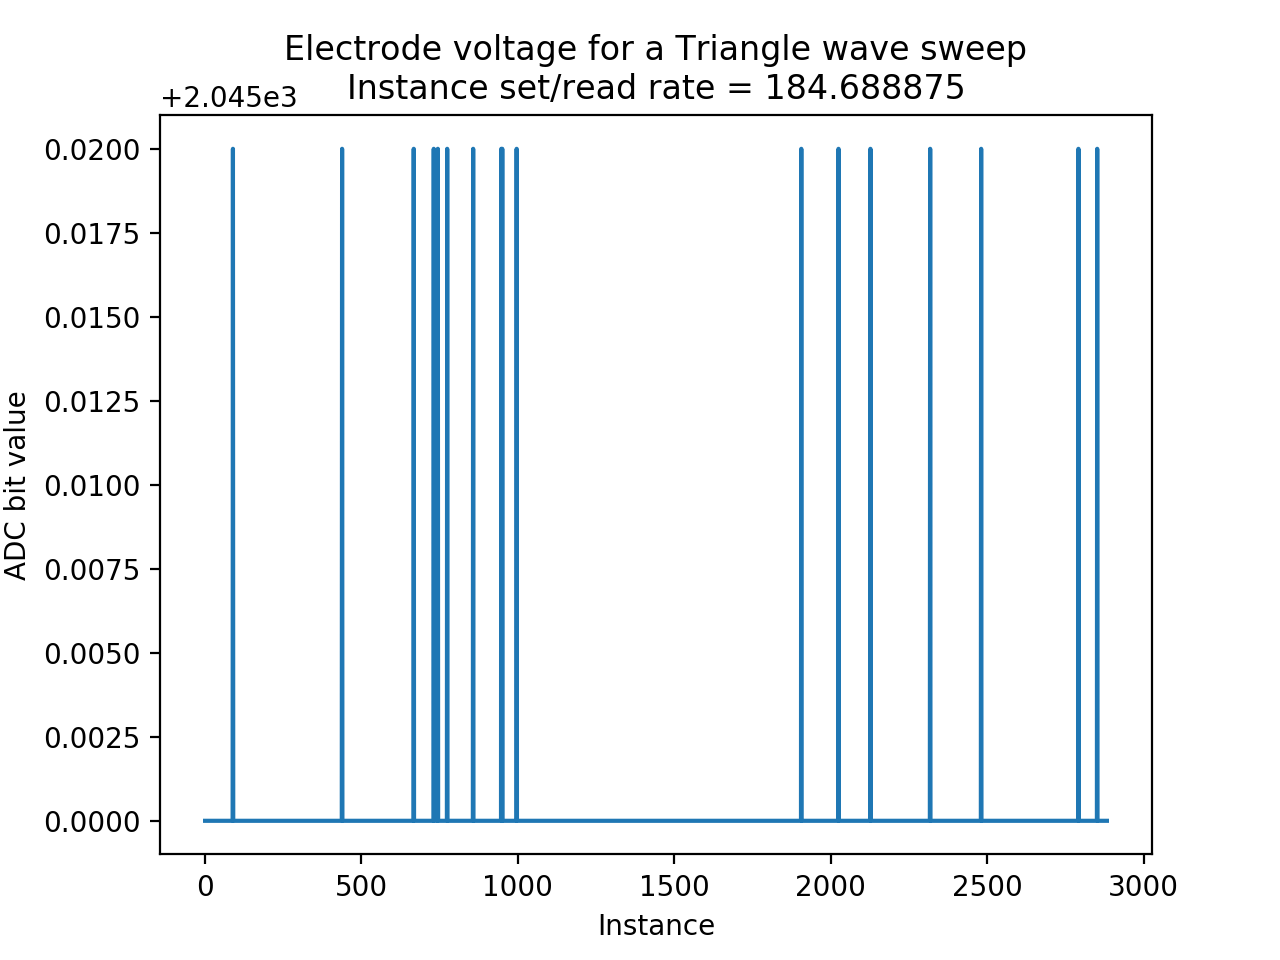 Electrode voltage for a Triangle wave sweep
Instance set/read rate = 184.688875
+2.045e3
0.0200
0.0175
0.0150
0.0125
0.0100
0.0075
0.0050
0.0025
0.0000
ADC bit value
0 500 1000 1500 2000 2500 3000
Instance